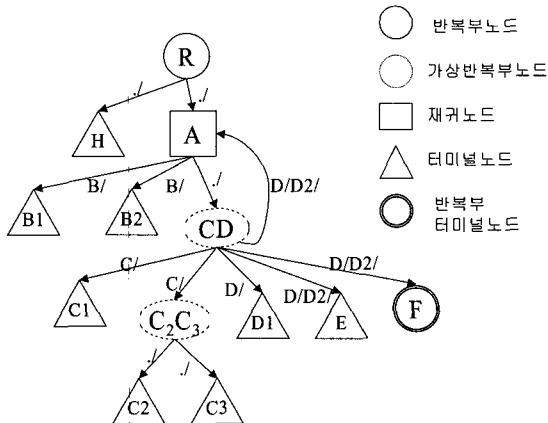 R
반복부노드
가상반복부노드
재귀노드
터미널노드
반복부
터미널노드
./
./
H
A
B/
B/
./
D/D2/
B1
B2
CD
C/
C/
D/
D/D2/
D/D2/
C1
C₂C₃
D1
E
F
./
./
C2
C3